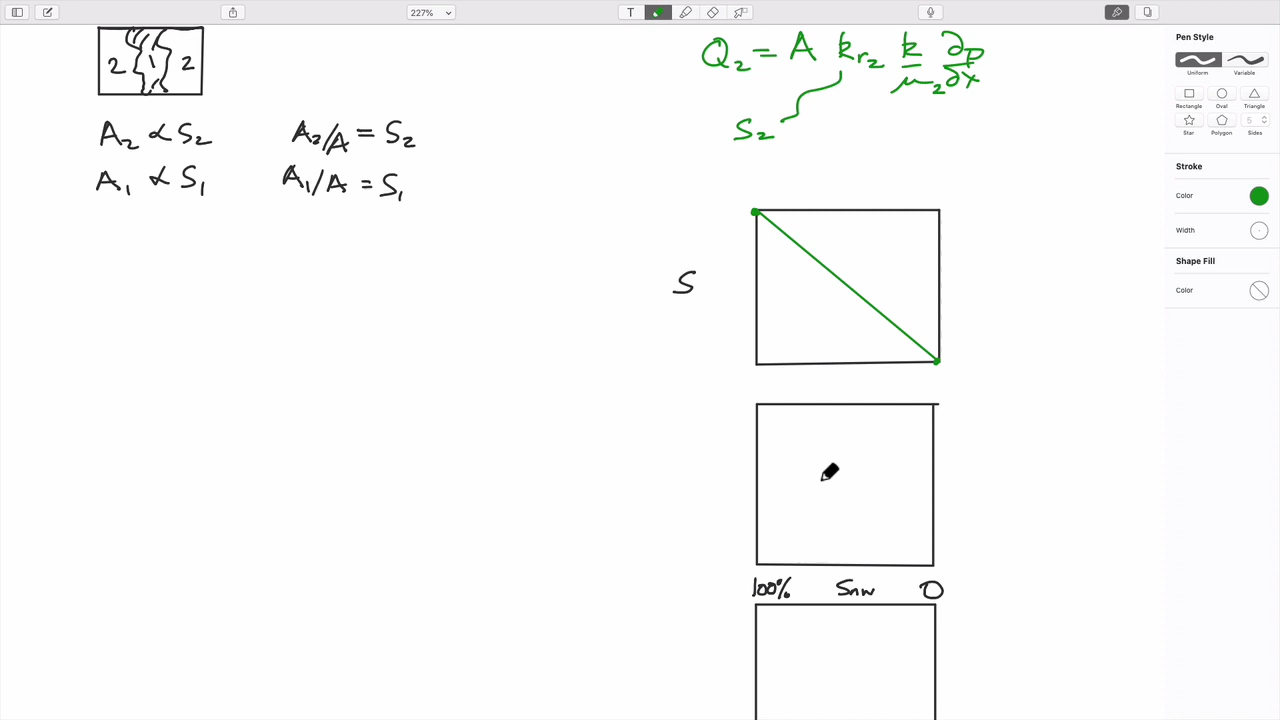 227%
T
Pen Style
Uniform Variable
Rectangle Oval Triangle
Star Polygon 5 Sides
Stroke
Color
Width
Shape Fill
Color
2 1 2
A₂ ∝ S₂ A₂/A = S₂
A₁ ∝ S₁ A₁/A = S₁
Q₂ = A kr₂ k/μ₂ ∂p/∂x
S₂
S
100% Snw 0